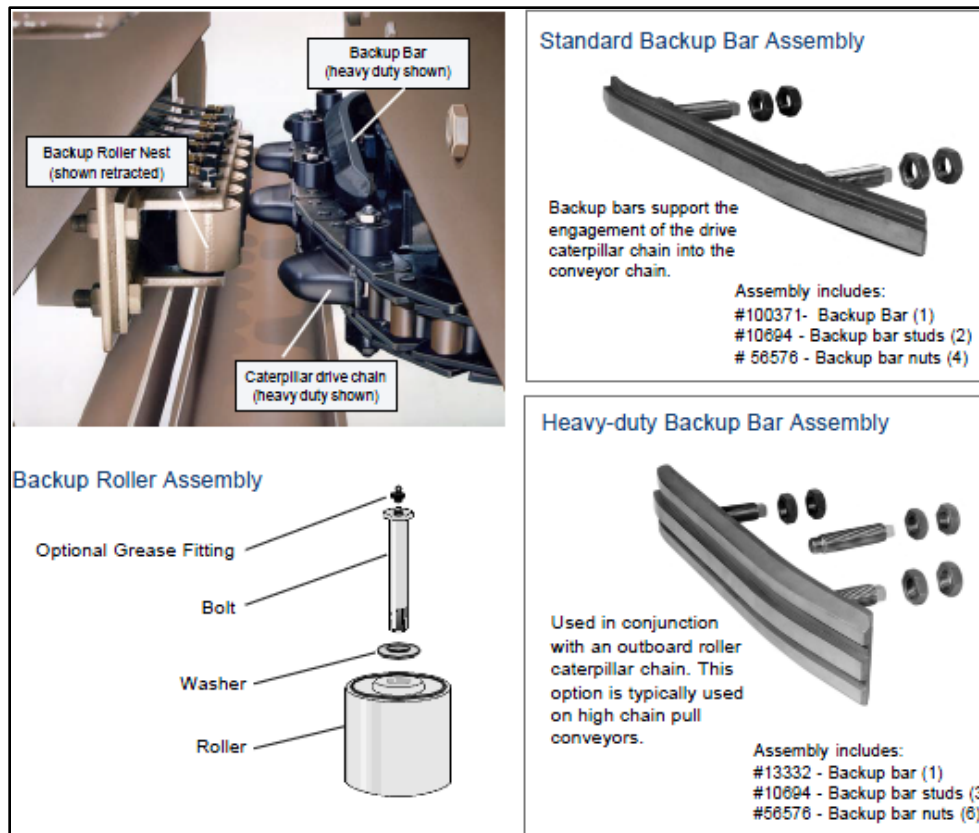 Backup Bar
(heavy duty shown)
Backup Roller Nest
(shown retracted)
Caterpillar drive chain
(heavy duty shown)
Backup Roller Assembly
Optional Grease Fitting
Bolt
Washer
Roller
Standard Backup Bar Assembly
Backup bars support the
engagement of the drive
caterpillar chain into the
conveyor chain.
Assembly includes:
#100371- Backup Bar (1)
#10694 - Backup bar studs (2)
# 56576 - Backup bar nuts (4)
Heavy-duty Backup Bar Assembly
Used in conjunction
with an outboard roller
caterpillar chain. This
option is typically used
on high chain pull
conveyors.
Assembly includes:
#13332 - Backup bar (1)
#10694 - Backup bar studs (3
#56576 - Backup bar nuts (6)